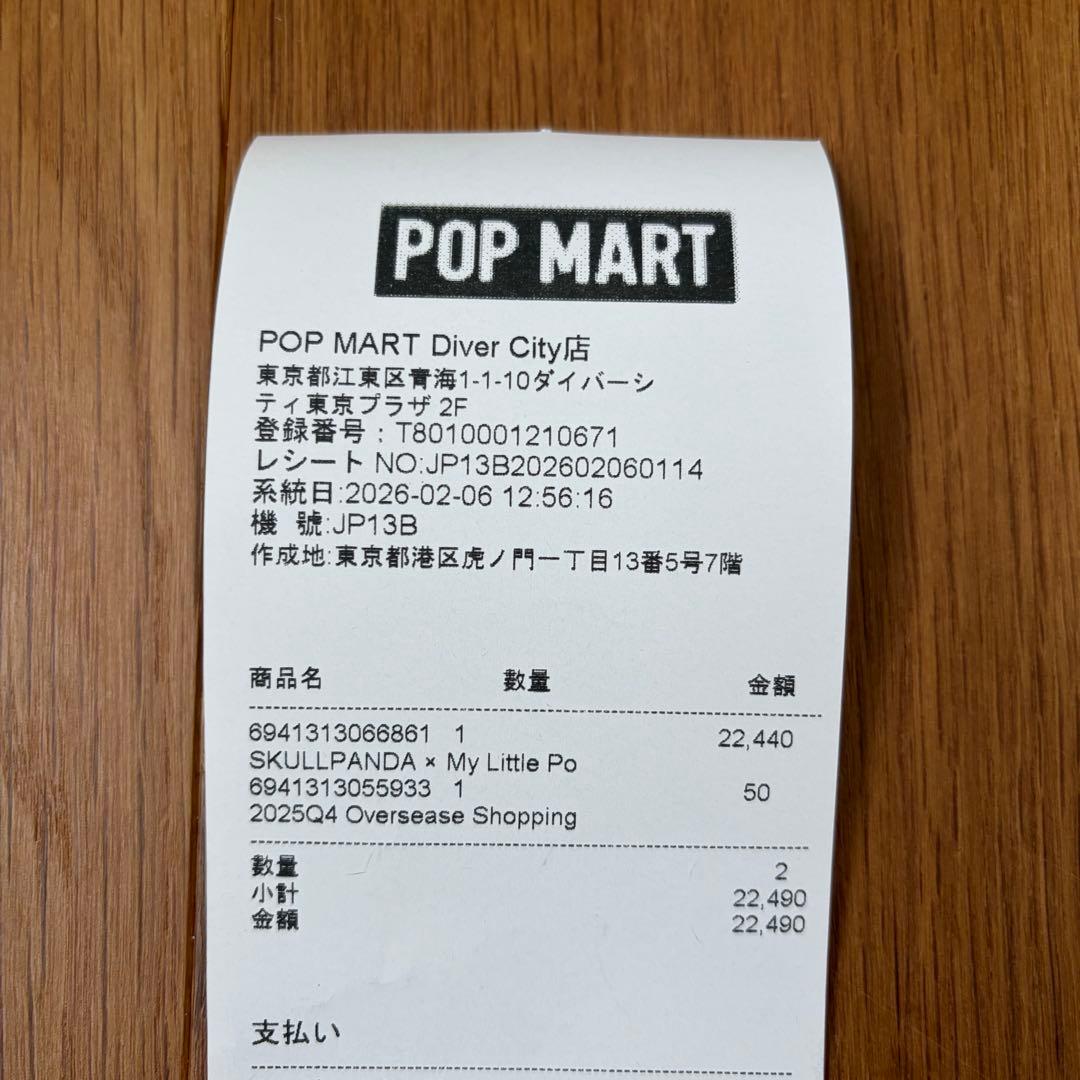 POP MART
POP MART Diver City店
東京都江東区青海1-1-10ダイバーシ
ティ東京プラザ 2F
登録番号：T8010001210671
レシート NO:JP13B202602060114
系統日:2026-02-06 12:56:16
機 號:JP13B
作成地:東京都港区虎ノ門一丁目13番5号7階
商品名 數量 金額
6941313066861 1 22,440
SKULLPANDA × My Little Po
6941313055933 1 50
2025Q4 Oversease Shopping
數量 2
小計 22,490
金額 22,490
支払い